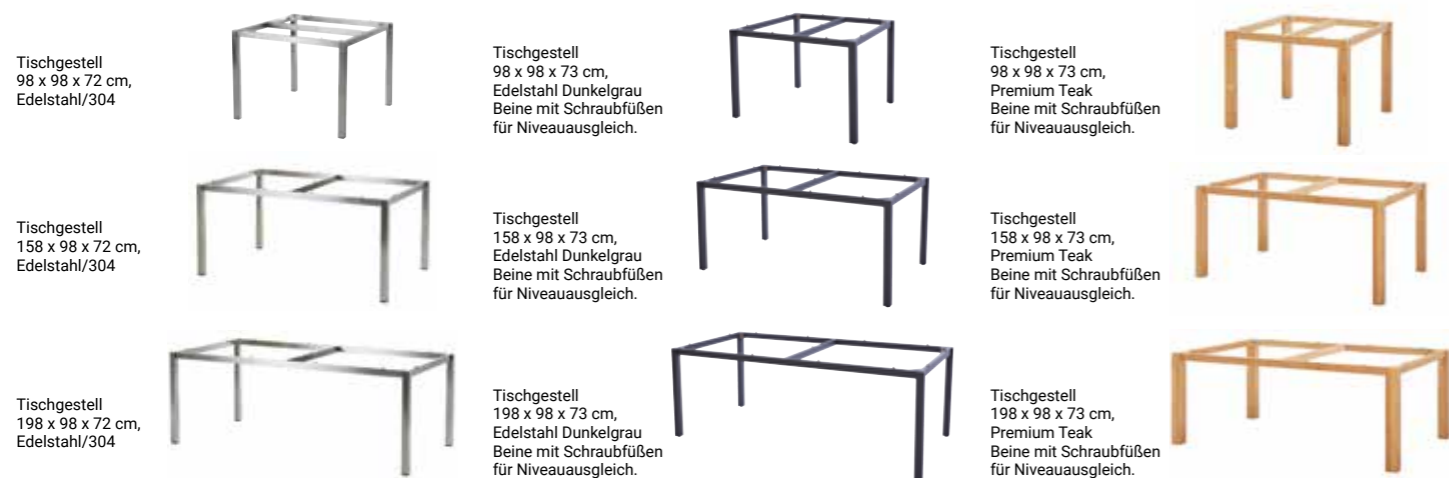 Tischgestell
98 x 98 x 72 cm,
Edelstahl/304
Tischgestell
98 x 98 x 73 cm,
Edelstahl Dunkelgrau
Beine mit Schraubfüßen
für Niveauausgleich.
Tischgestell
98 x 98 x 73 cm,
Premium Teak
Beine mit Schraubfüßen
für Niveauausgleich.
Tischgestell
158 x 98 x 72 cm,
Edelstahl/304
Tischgestell
158 x 98 x 73 cm,
Edelstahl Dunkelgrau
Beine mit Schraubfüßen
für Niveauausgleich.
Tischgestell
158 x 98 x 73 cm,
Premium Teak
Beine mit Schraubfüßen
für Niveauausgleich.
Tischgestell
198 x 98 x 72 cm,
Edelstahl/304
Tischgestell
198 x 98 x 73 cm,
Edelstahl Dunkelgrau
Beine mit Schraubfüßen
für Niveauausgleich.
Tischgestell
198 x 98 x 73 cm,
Premium Teak
Beine mit Schraubfüßen
für Niveauausgleich.